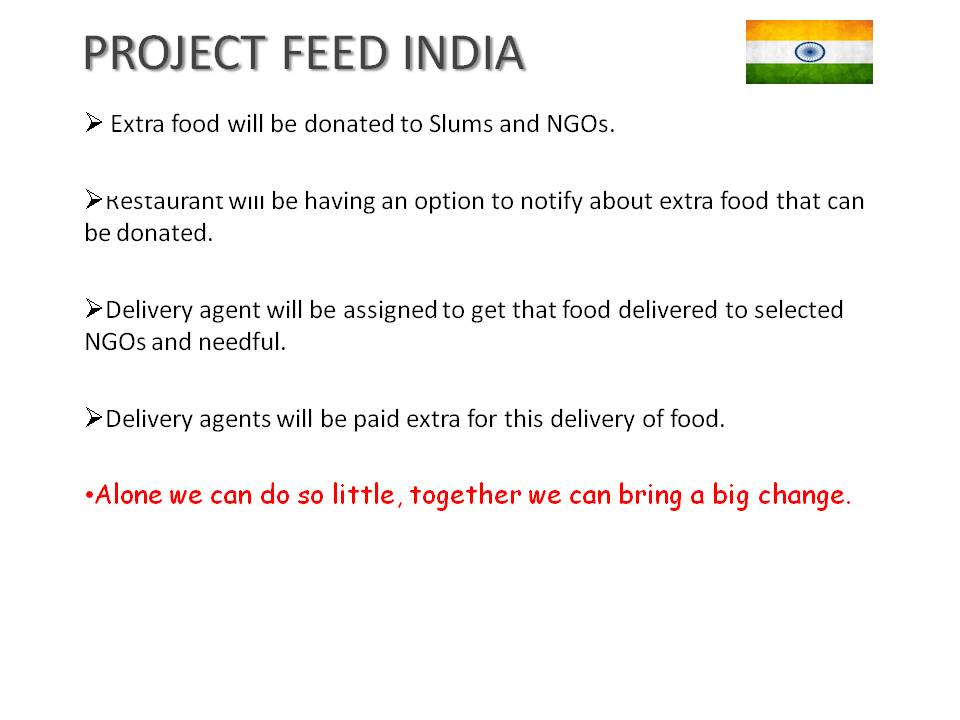 PROJECT FEED INDIA
➢ Extra food will be donated to Slums and NGOs.
➢Restaurant will be having an option to notify about extra food that can
be donated.
➢Delivery agent will be assigned to get that food delivered to selected
NGOs and needful.
➢Delivery agents will be paid extra for this delivery of food.
•Alone we can do so little, together we can bring a big change.